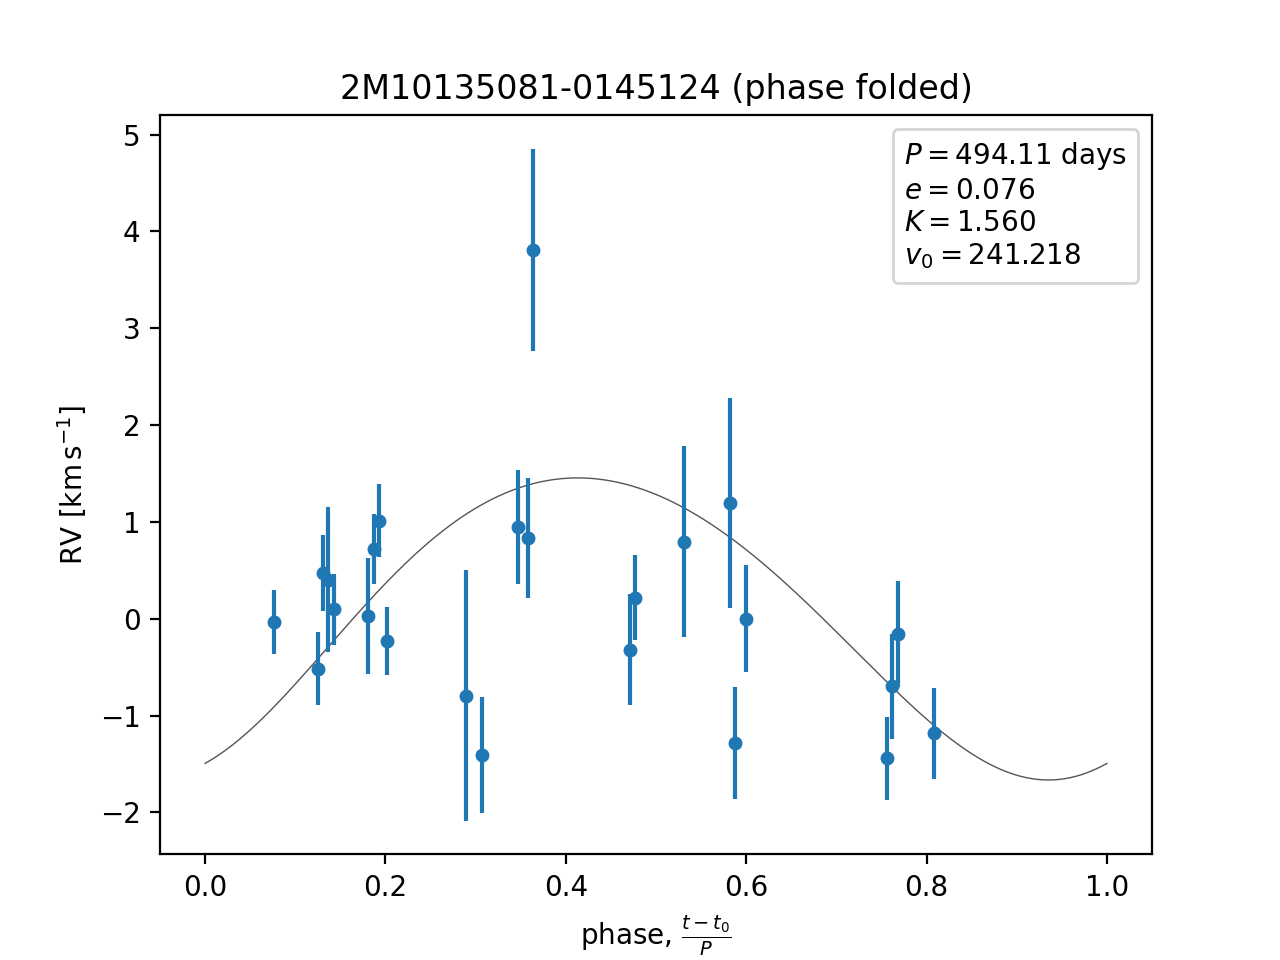 2M10135081-0145124 (phase folded)
P = 494.11 days
e = 0.076
K = 1.560
v₀ = 241.218
RV [km s⁻¹]
5
4
3
2
1
0
−1
−2
0.0 0.2 0.4 0.6 0.8 1.0
phase, (t − t₀)/P